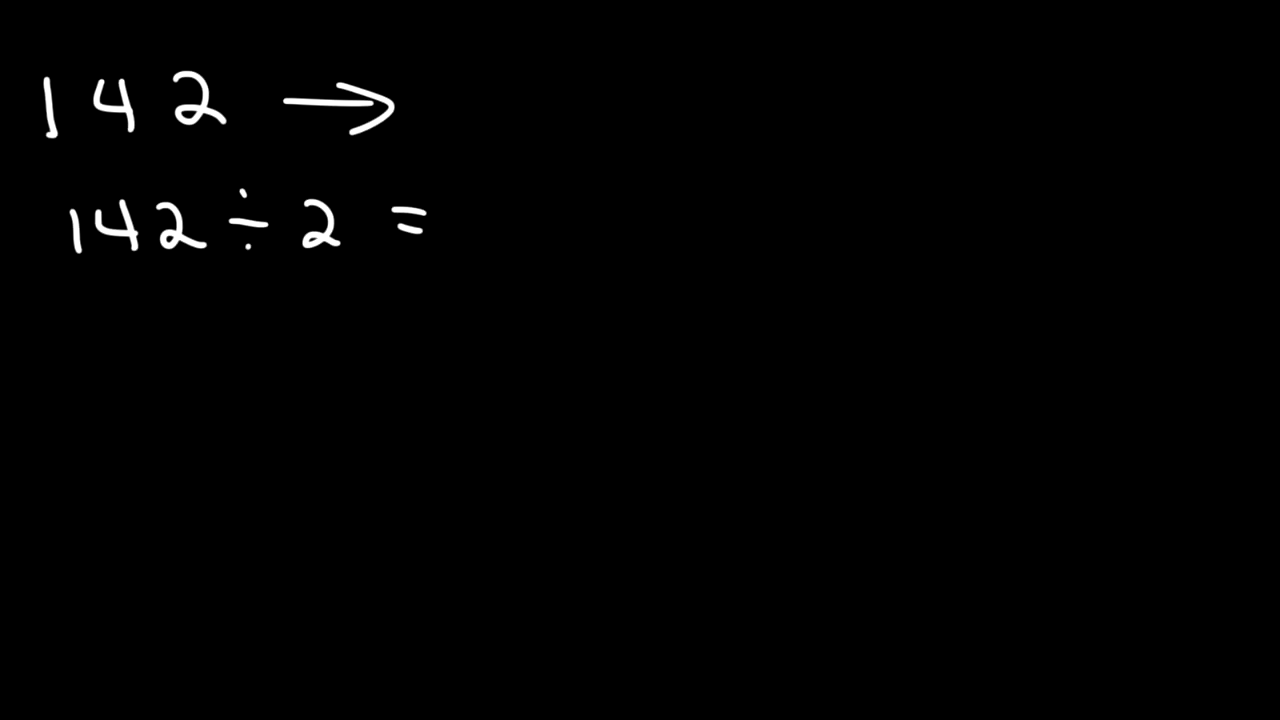 142 →
142 ÷ 2 =